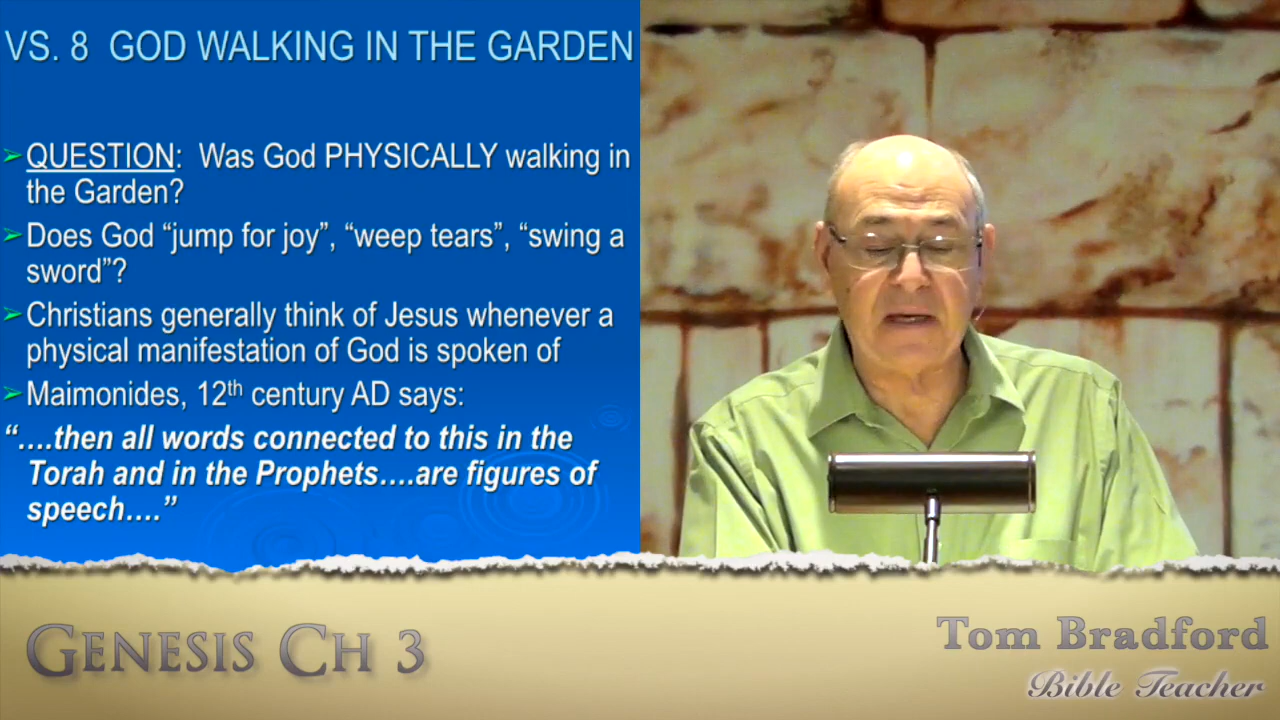 VS. 8 GOD WALKING IN THE GARDEN
➢ QUESTION: Was God PHYSICALLY walking in
the Garden?
➢ Does God “jump for joy”, “weep tears”, “swing a
sword”?
➢ Christians generally think of Jesus whenever a
physical manifestation of God is spoken of
➢ Maimonides, 12th century AD says:
“….then all words connected to this in the
Torah and in the Prophets….are figures of
speech….”
GENESIS CH 3
Tom Bradford
Bible Teacher